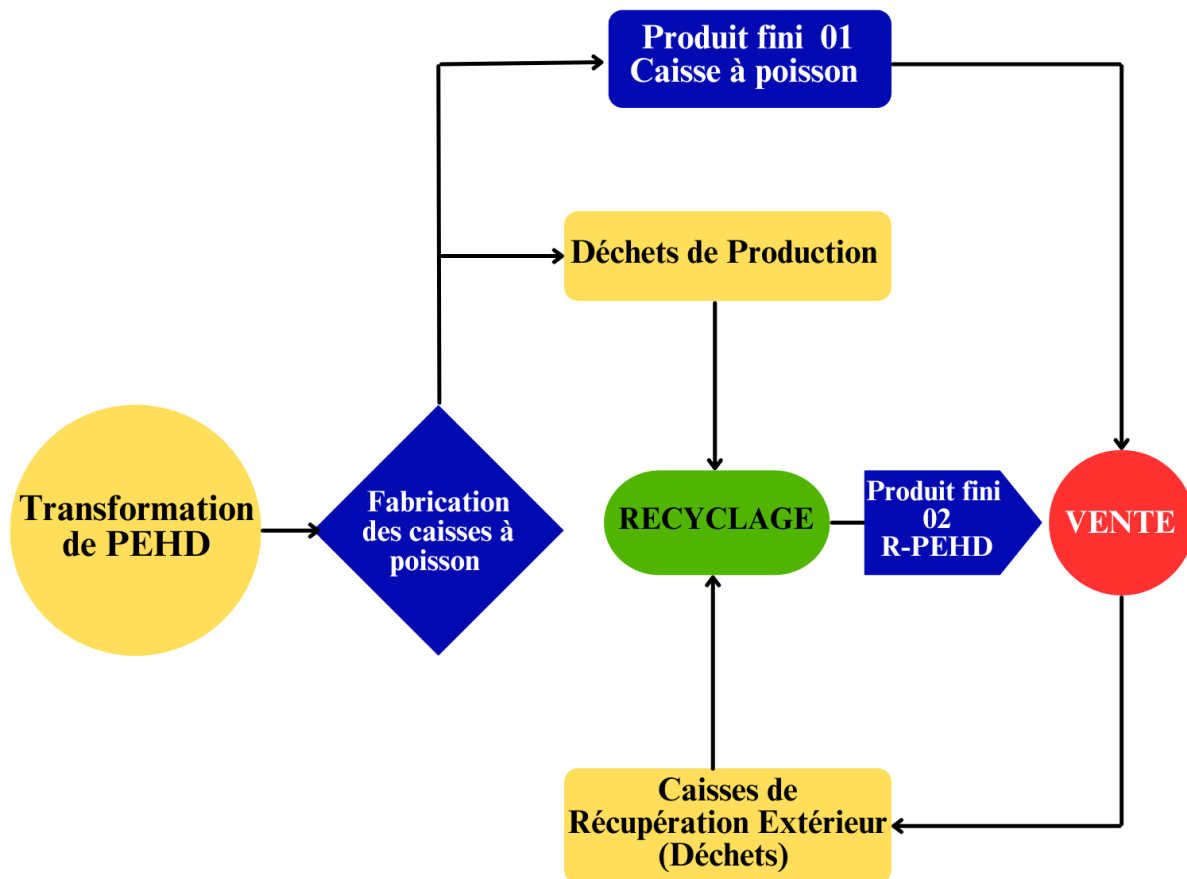 Produit fini 01
Caisse à poisson
Déchets de Production
Transformation
de PEHD
Fabrication
des caisses à
poisson
RECYCLAGE
Produit fini
02
R-PEHD
VENTE
Caisses de
Récupération Extérieur
(Déchets)